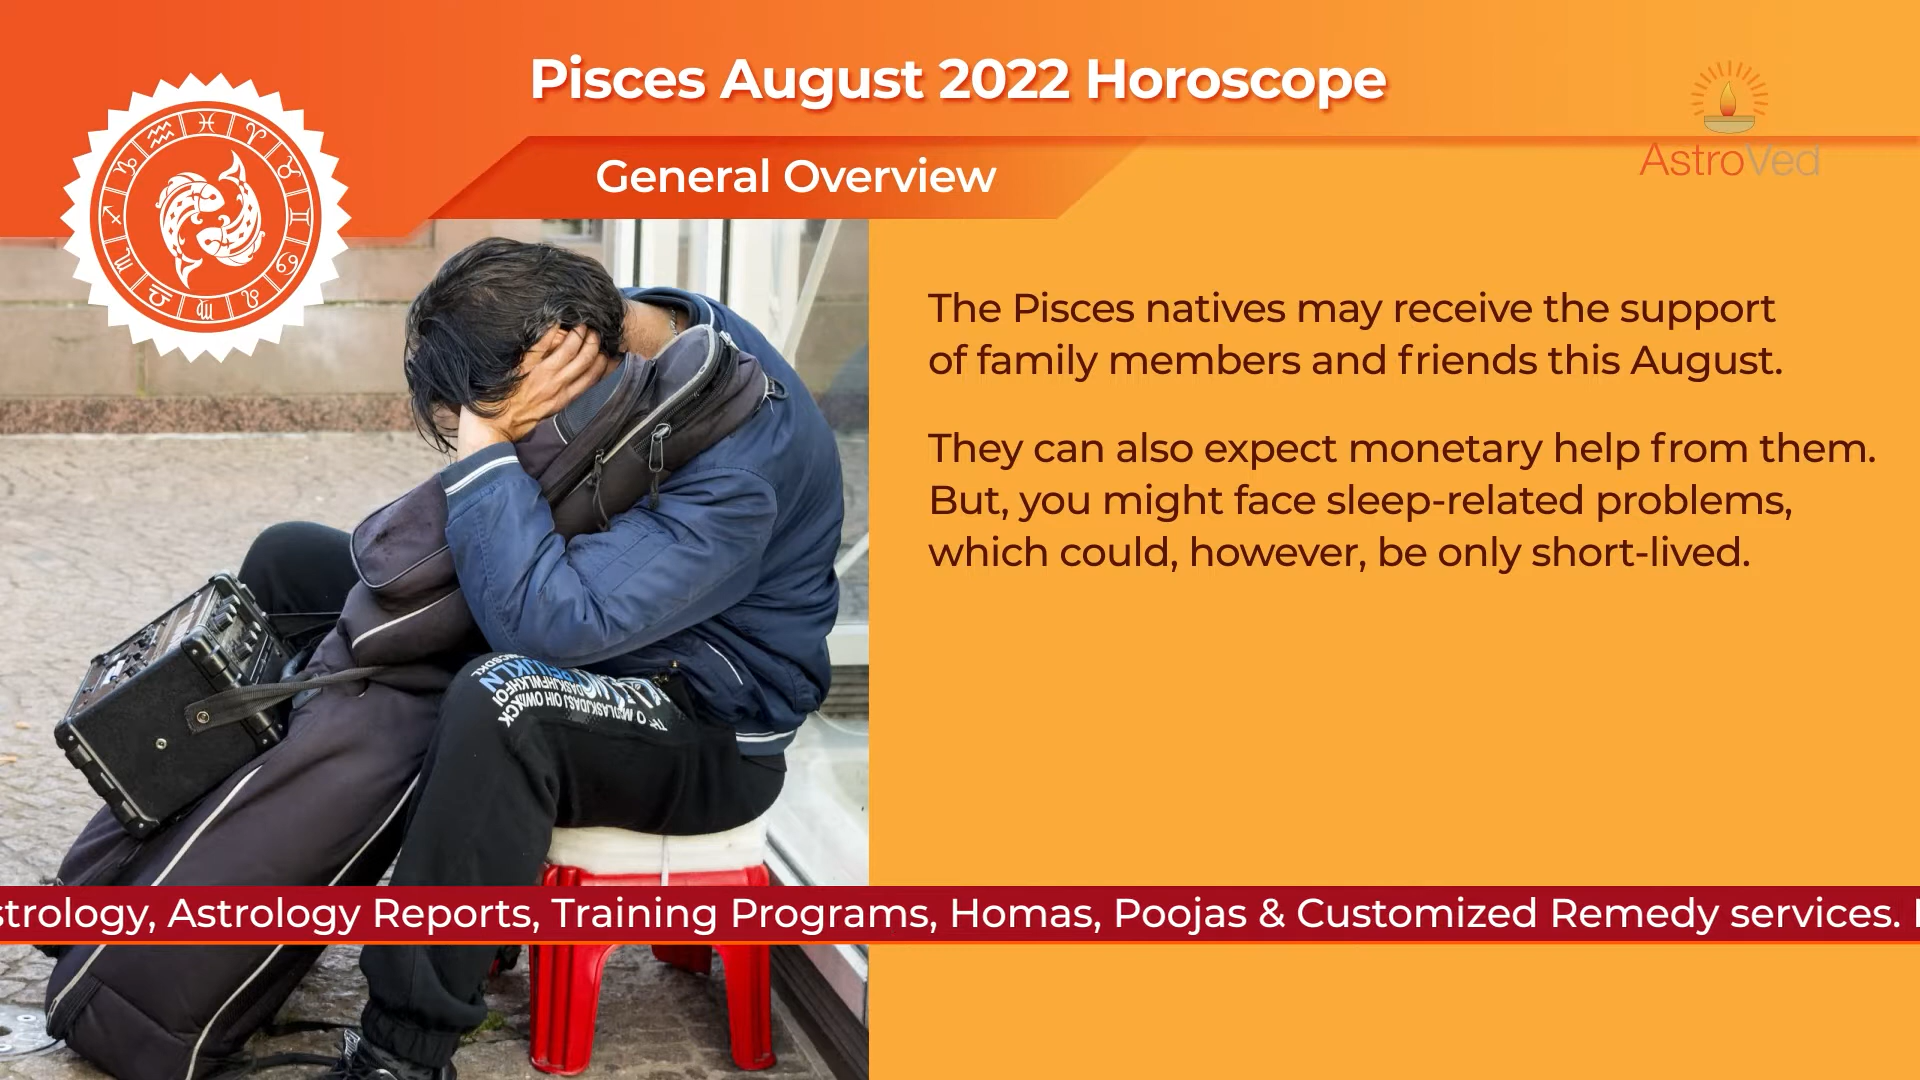 Pisces August 2022 Horoscope
General Overview
AstroVed
The Pisces natives may receive the support
of family members and friends this August.
They can also expect monetary help from them.
But, you might face sleep-related problems,
which could, however, be only short-lived.
strology, Astrology Reports, Training Programs, Homas, Poojas & Customized Remedy services.